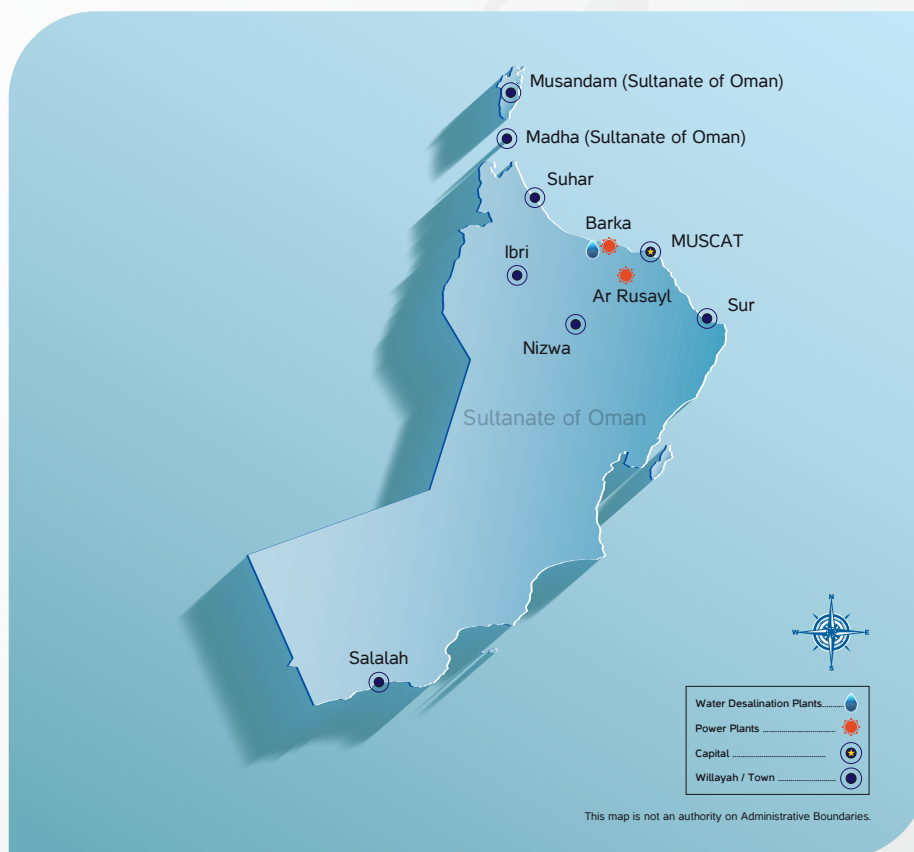 Musandam (Sultanate of Oman)
Madha (Sultanate of Oman)
Suhar
Barka
MUSCAT
Ibri
Ar Rusayl
Sur
Nizwa
Sultanate of Oman
Salalah
N
W
E
S
Water Desalination Plants
Power Plants
Capital
Willayah / Town
This map is not an authority on Administrative Boundaries.